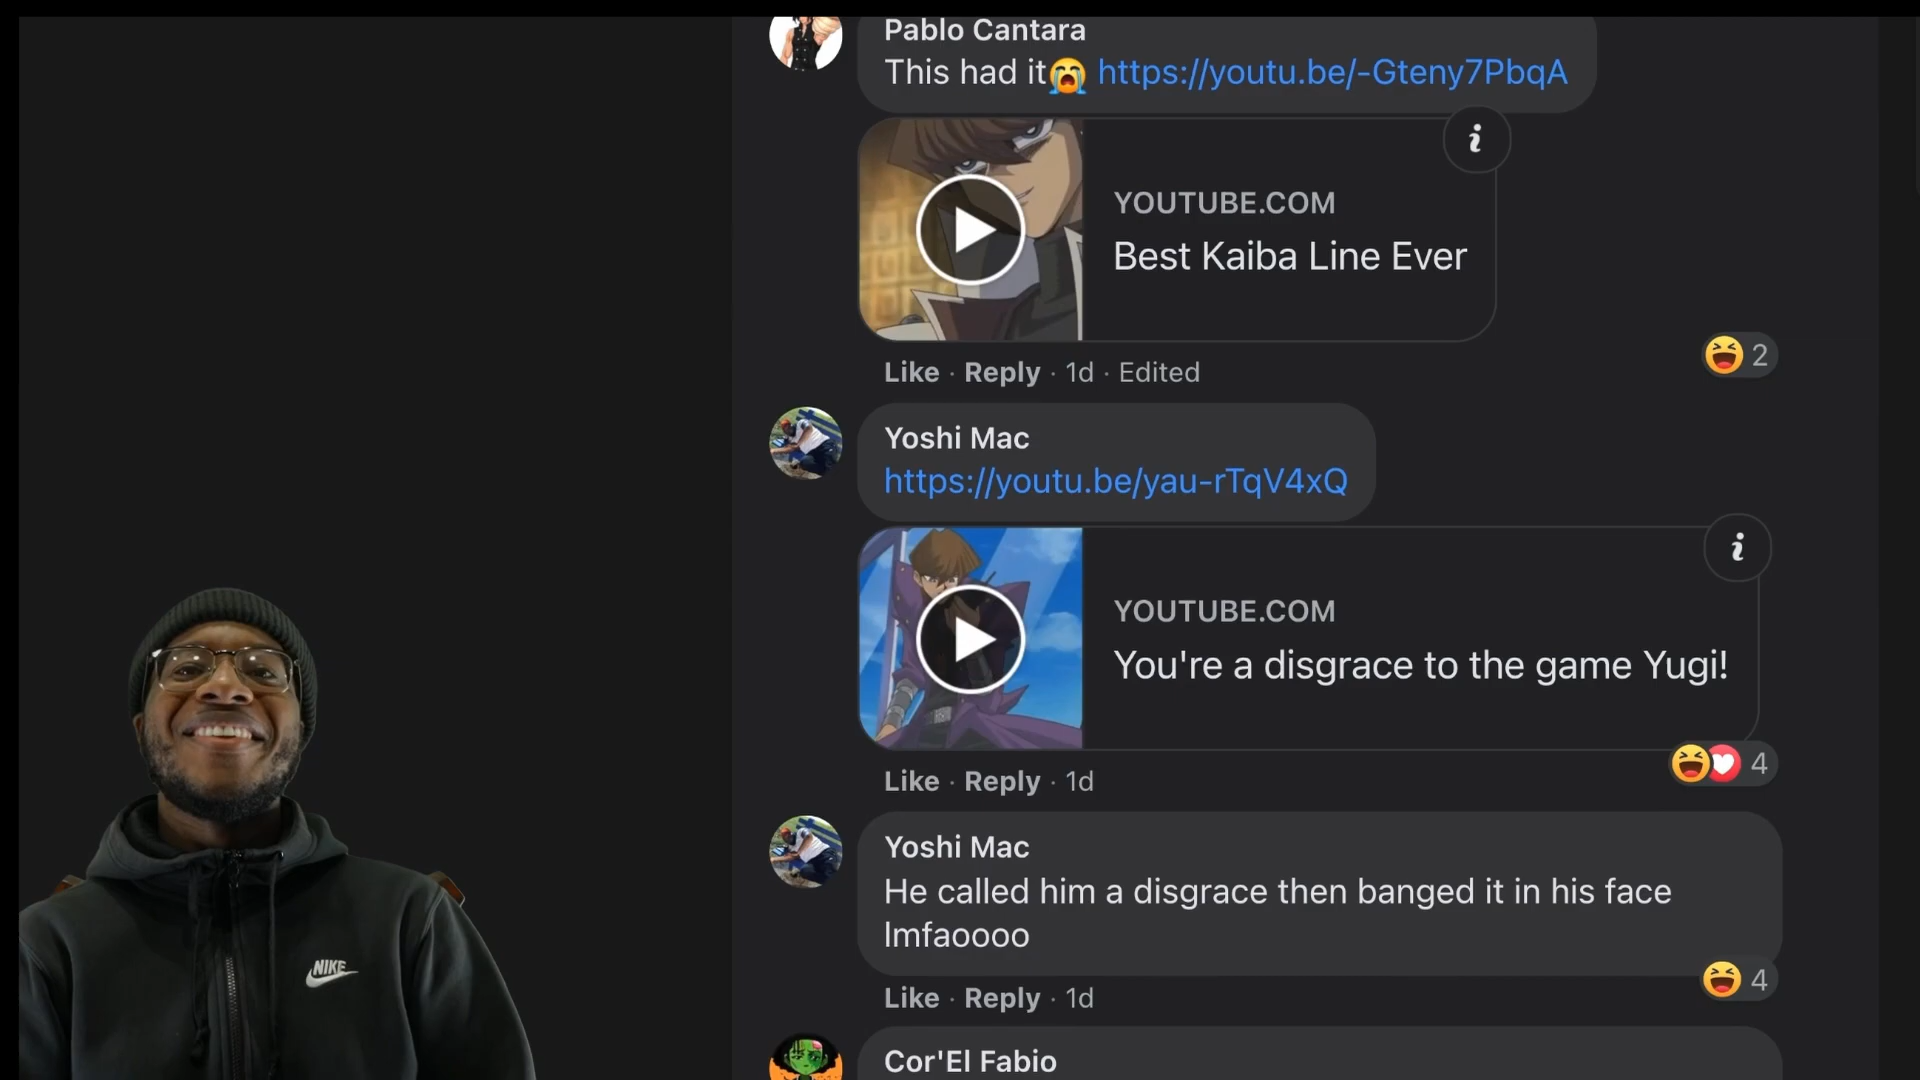 Pablo Cantara
This had it😭 https://youtu.be/-Gteny7PbqA
YOUTUBE.COM
Best Kaiba Line Ever
Like · Reply · 1d · Edited
2
Yoshi Mac
https://youtu.be/yau-rTqV4xQ
YOUTUBE.COM
You're a disgrace to the game Yugi!
4
Like · Reply · 1d
Yoshi Mac
He called him a disgrace then banged it in his face
lmfaoooo
4
Like · Reply · 1d
Cor'El Fabio
NIKE